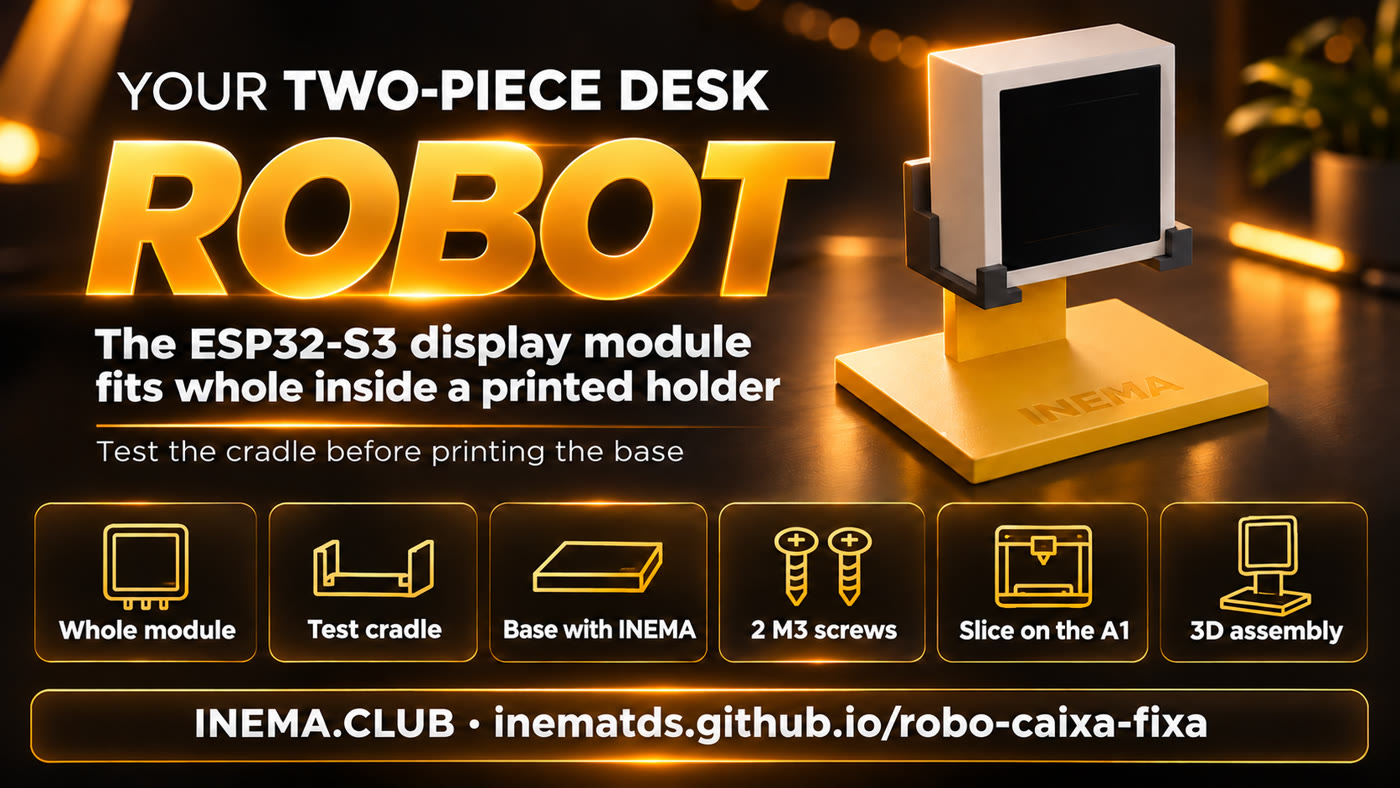 YOUR TWO-PIECE DESK
ROBOT
The ESP32-S3 display module
fits whole inside a printed holder
Test the cradle before printing the base
INEMA
Whole module
Test cradle
Base with INEMA
2 M3 screws
Slice on the A1
3D assembly
INEMA.CLUB • inematds.github.io/robo-caixa-fixa